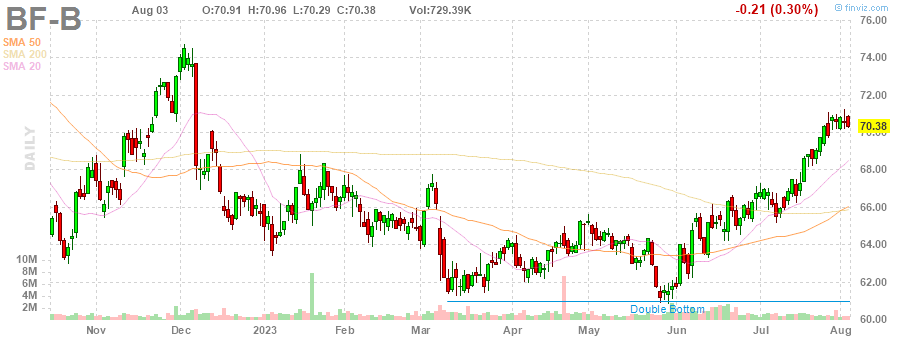 BF-B Aug 03 O:70.91 H:70.96 L:70.29 C:70.38 Vol:729.39K -0.21 (0.30%) © finviz.com
SMA 50
SMA 200
SMA 20
DAILY
76.00
74.00
72.00
70.38
70.00
68.00
66.00
64.00
62.00
60.00
10M
8M
6M
4M
2M
Double Bottom
Nov Dec 2023 Feb Mar Apr May Jun Jul Aug